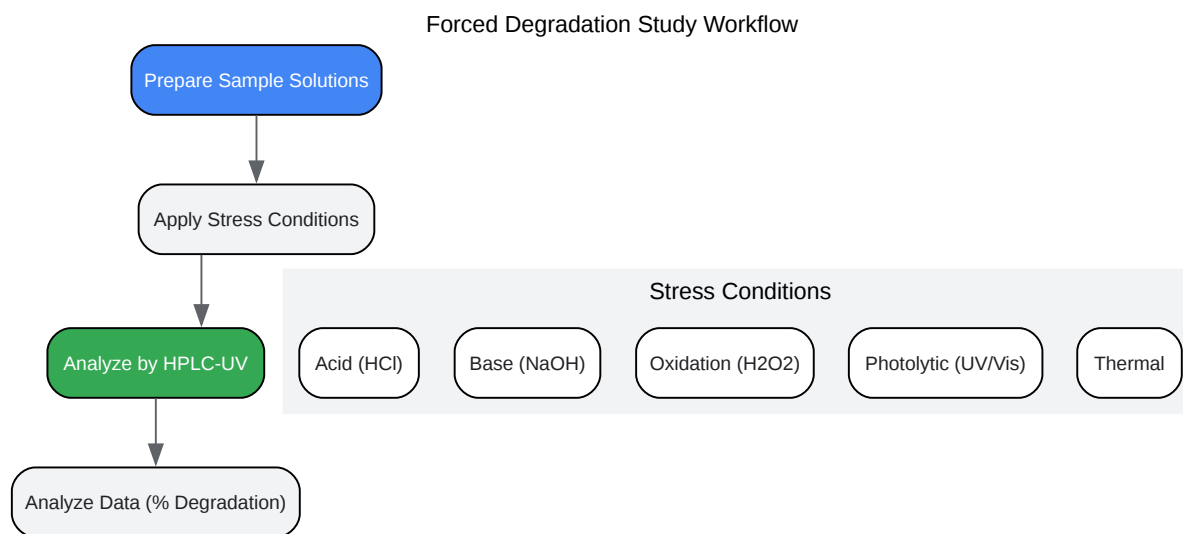 Forced Degradation Study Workflow
Prepare Sample Solutions
Apply Stress Conditions
Stress Conditions
Analyze by HPLC-UV
Acid (HCl)
Base (NaOH)
Oxidation (H2O2)
Photolytic (UV/Vis)
Thermal
Analyze Data (% Degradation)